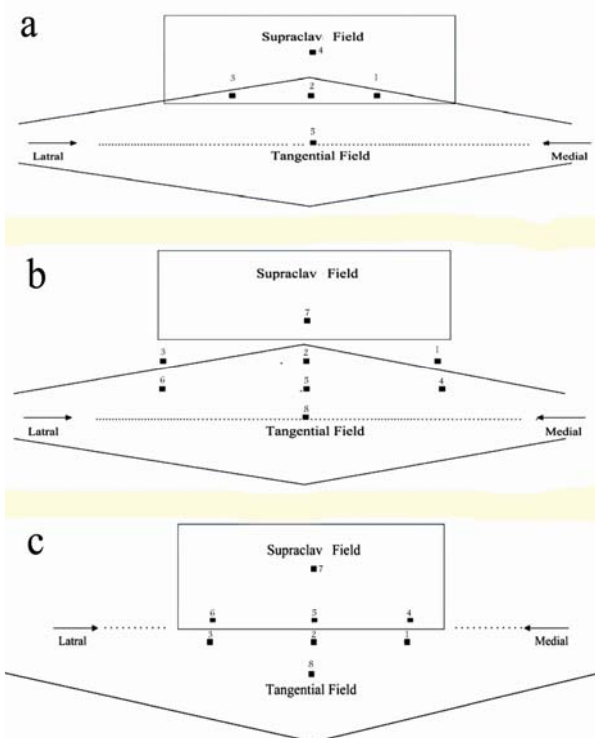 a
Supraclav Field
4
3 2 1
5
Latral Tangential Field Medial
b
Supraclav Field
7
3 2 1
6 5 4
8
Latral Tangential Field Medial
c
Supraclav Field
7
6 5 4
Latral 3 2 1 Medial
8
Tangential Field